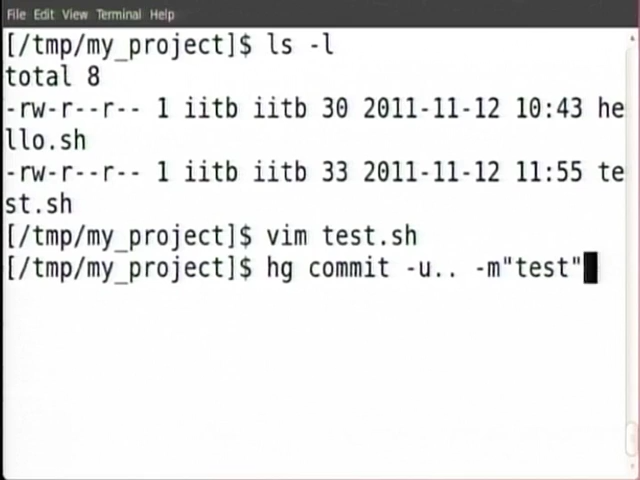 File Edit View Terminal Help
[/tmp/my_project]$ ls -l
total 8
-rw-r--r-- 1 iitb iitb 30 2011-11-12 10:43 he
llo.sh
-rw-r--r-- 1 iitb iitb 33 2011-11-12 11:55 te
st.sh
[/tmp/my_project]$ vim test.sh
[/tmp/my_project]$ hg commit -u.. -m"test"